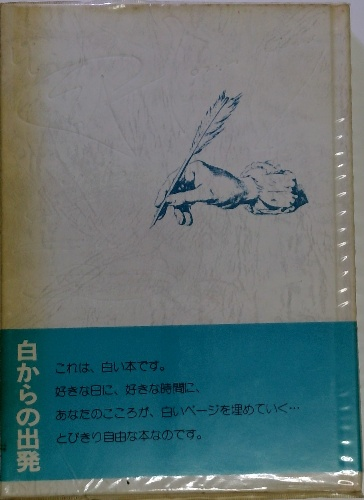 白からの出発
これは、白い本です。
好きな日に、好きな時間に、
あなたのこころが、白いページを埋めていく…
とびきり自由な本なのです。